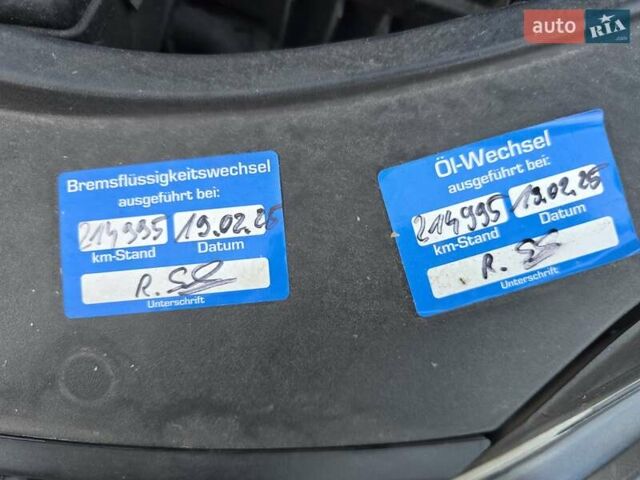 auto RIA.com
Bremsflüssigkeitswechsel
ausgeführt bei:
214995 19.02.25
km-Stand Datum
R.
Unterschrift
Öl-Wechsel
ausgeführt bei:
214995 19.02.25
km-Stand Datum
R.
Unterschrift